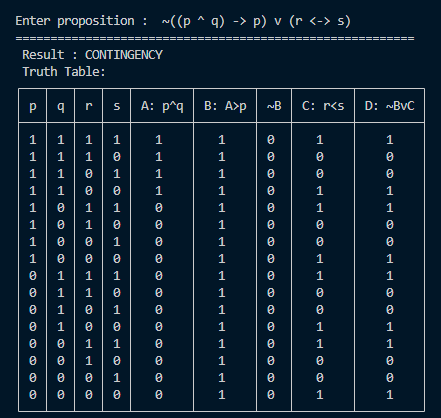 Enter proposition :  ~((p ^ q) -> p) v (r <-> s)
=========================================================
Result : CONTINGENCY
Truth Table:
p q r s A: p^q B: A>p ~B C: r<s D: ~BvC
1 1 1 1 1 1 0 1 1
1 1 1 0 1 1 0 0 0
1 1 0 1 1 1 0 0 0
1 1 0 0 1 1 0 1 1
1 0 1 1 0 1 0 1 1
1 0 1 0 0 1 0 0 0
1 0 0 1 0 1 0 0 0
1 0 0 0 0 1 0 1 1
0 1 1 1 0 1 0 1 1
0 1 1 0 0 1 0 0 0
0 1 0 1 0 1 0 0 0
0 1 0 0 0 1 0 1 1
0 0 1 1 0 1 0 1 1
0 0 1 0 0 1 0 0 0
0 0 0 1 0 1 0 0 0
0 0 0 0 0 1 0 1 1